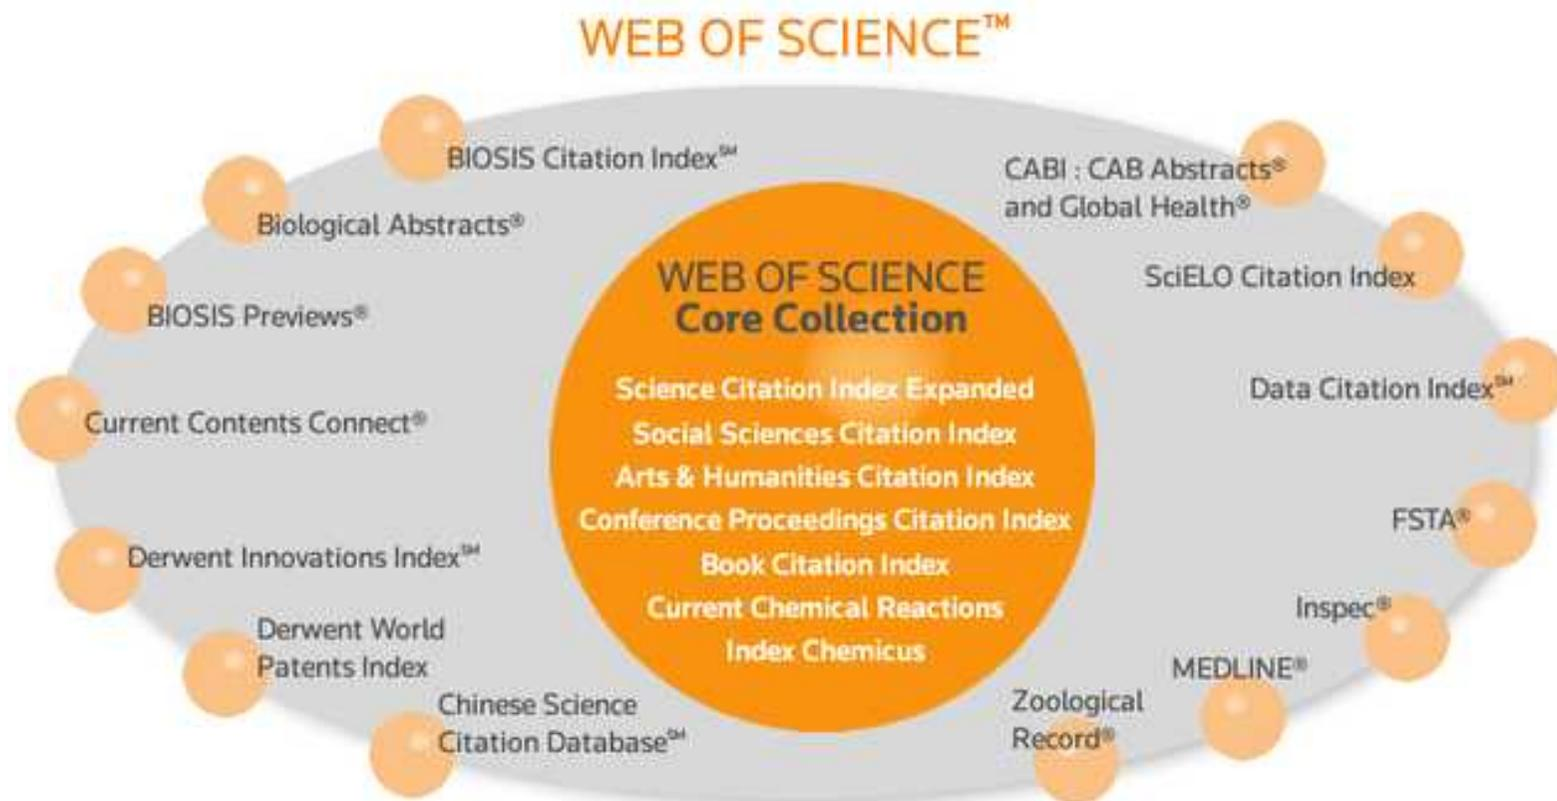 WEB OF SCIENCE™
BIOSIS Citation Index℠
Biological Abstracts®
BIOSIS Previews®
Current Contents Connect®
Derwent Innovations Index℠
Derwent World
Patents Index
Chinese Science
Citation Database℠
WEB OF SCIENCE
Core Collection
Science Citation Index Expanded
Social Sciences Citation Index
Arts & Humanities Citation Index
Conference Proceedings Citation Index
Book Citation Index
Current Chemical Reactions
Index Chemicus
CABI : CAB Abstracts®
and Global Health®
SciELO Citation Index
Data Citation Index℠
FSTA®
Inspec®
MEDLINE®
Zoological
Record®